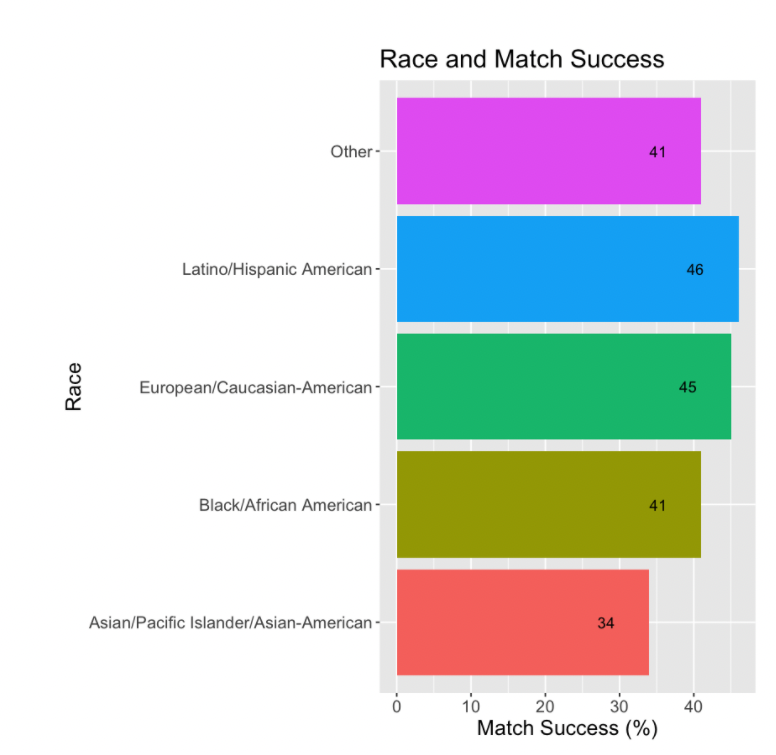 Race and Match Success
Other
41
Latino/Hispanic American
46
European/Caucasian-American
45
Race
Black/African American
41
Asian/Pacific Islander/Asian-American
34
0 10 20 30 40
Match Success (%)